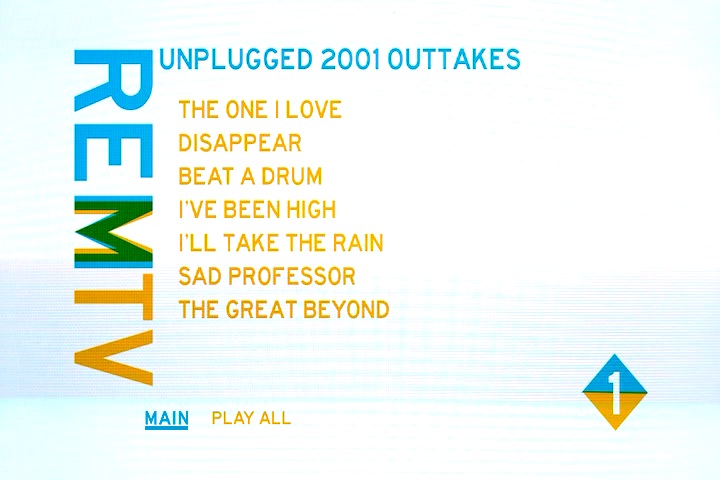 REMTV
UNPLUGGED 2001 OUTTAKES
THE ONE I LOVE
DISAPPEAR
BEAT A DRUM
I'VE BEEN HIGH
I'LL TAKE THE RAIN
SAD PROFESSOR
THE GREAT BEYOND
MAIN PLAY ALL
1